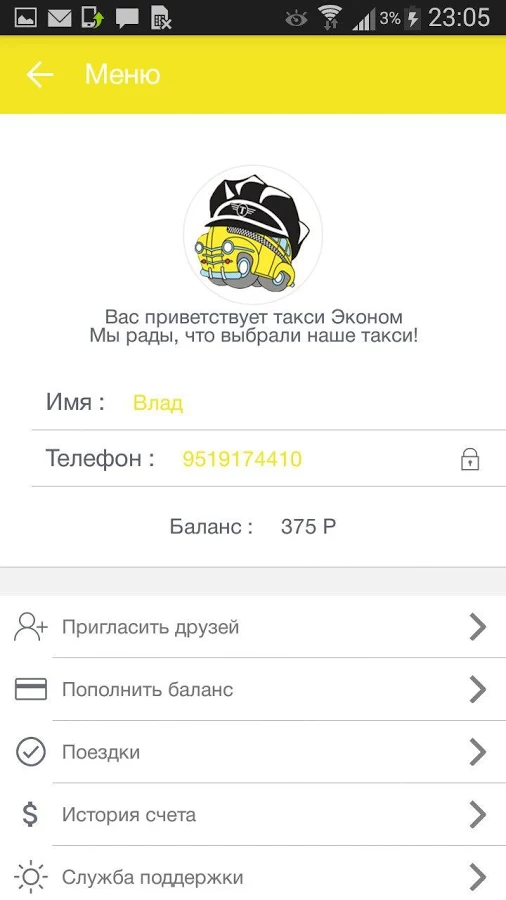 3% 23:05
Меню
T
Вас приветствует такси Эконом
Мы рады, что выбрали наше такси!
Имя : Влад
Телефон : 9519174410
Баланс : 375 Р
Пригласить друзей
Пополнить баланс
Поездки
История счета
Служба поддержки